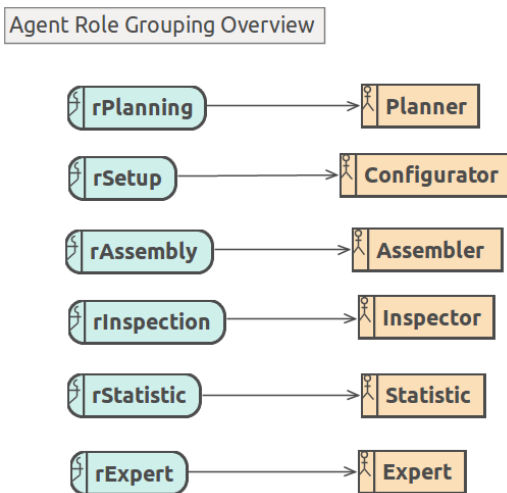 Agent Role Grouping Overview
rPlanning Planner
rSetup Configurator
rAssembly Assembler
rInspection Inspector
rStatistic Statistic
rExpert Expert